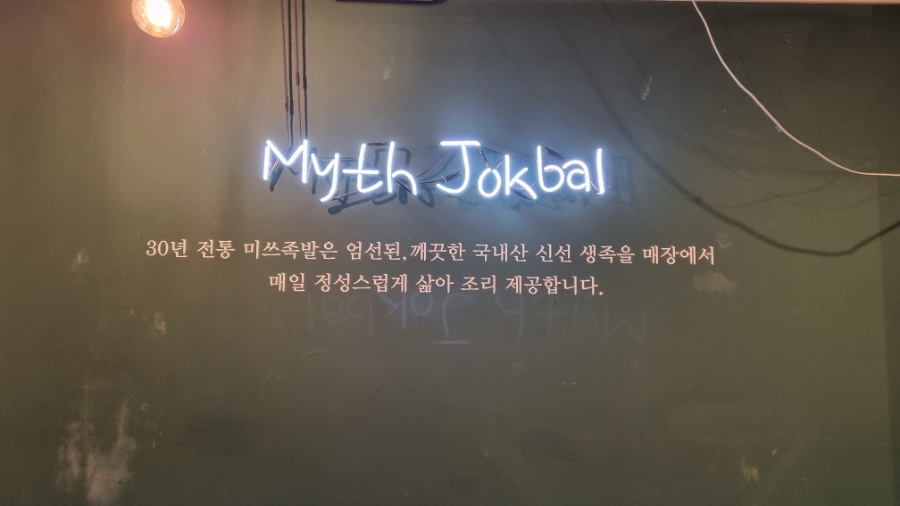 Myth Jokbal
30년 전통 미쓰족발은 엄선된,깨끗한 국내산 신선 생족을 매장에서
매일 정성스럽게 삶아 조리 제공합니다.